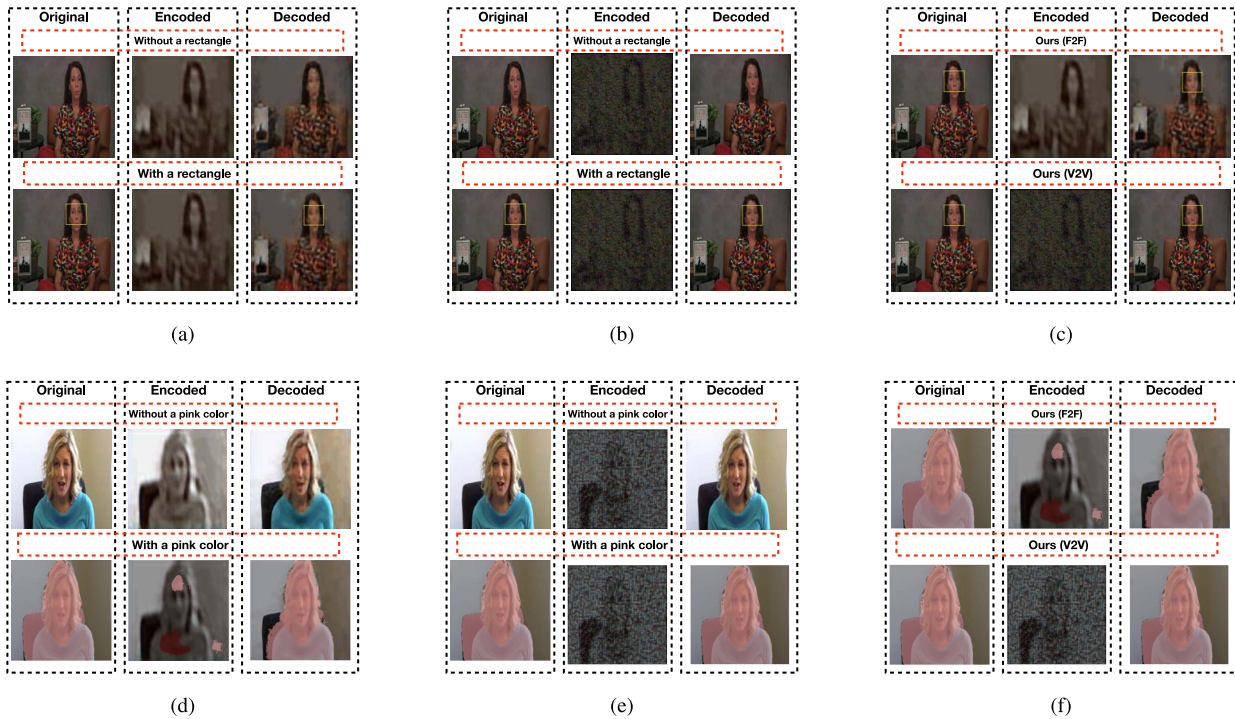 Original Encoded Decoded
Without a rectangle
With a rectangle
(a)
Original Encoded Decoded
Without a rectangle
With a rectangle
(b)
Original Encoded Decoded
Ours (F2F)
Ours (V2V)
(c)
Original Encoded Decoded
Without a pink color
With a pink color
(d)
Original Encoded Decoded
Without a pink color
With a pink color
(e)
Original Encoded Decoded
Ours (F2F)
Ours (V2V)
(f)